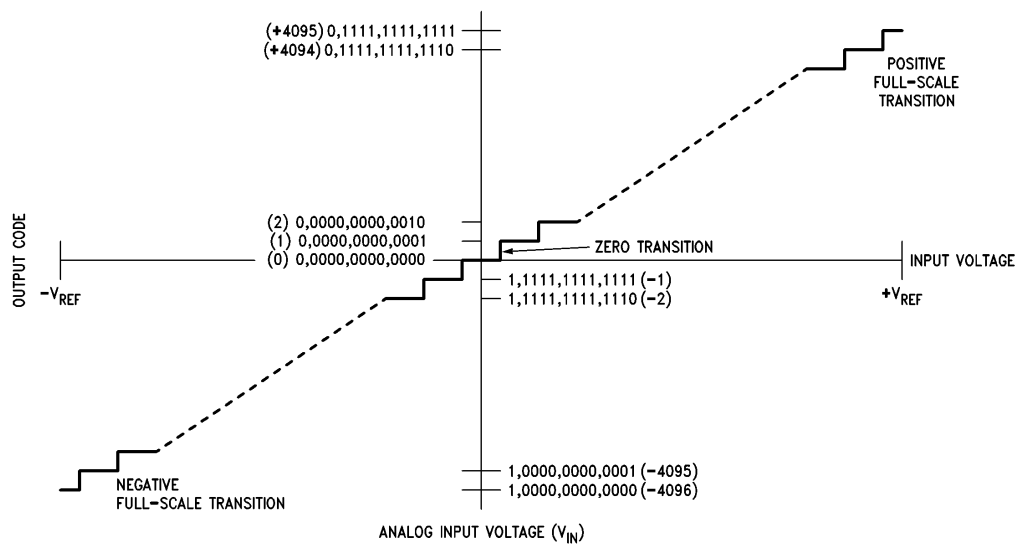 (+4095) 0,1111,1111,1111
(+4094) 0,1111,1111,1110
POSITIVE
FULL-SCALE
TRANSITION
(2) 0,0000,0000,0010
(1) 0,0000,0000,0001
(0) 0,0000,0000,0000
ZERO TRANSITION
OUTPUT CODE
INPUT VOLTAGE
-VREF
+VREF
1,1111,1111,1111 (-1)
1,1111,1111,1110 (-2)
1,0000,0000,0001 (-4095)
1,0000,0000,0000 (-4096)
NEGATIVE
FULL-SCALE TRANSITION
ANALOG INPUT VOLTAGE (VIN)